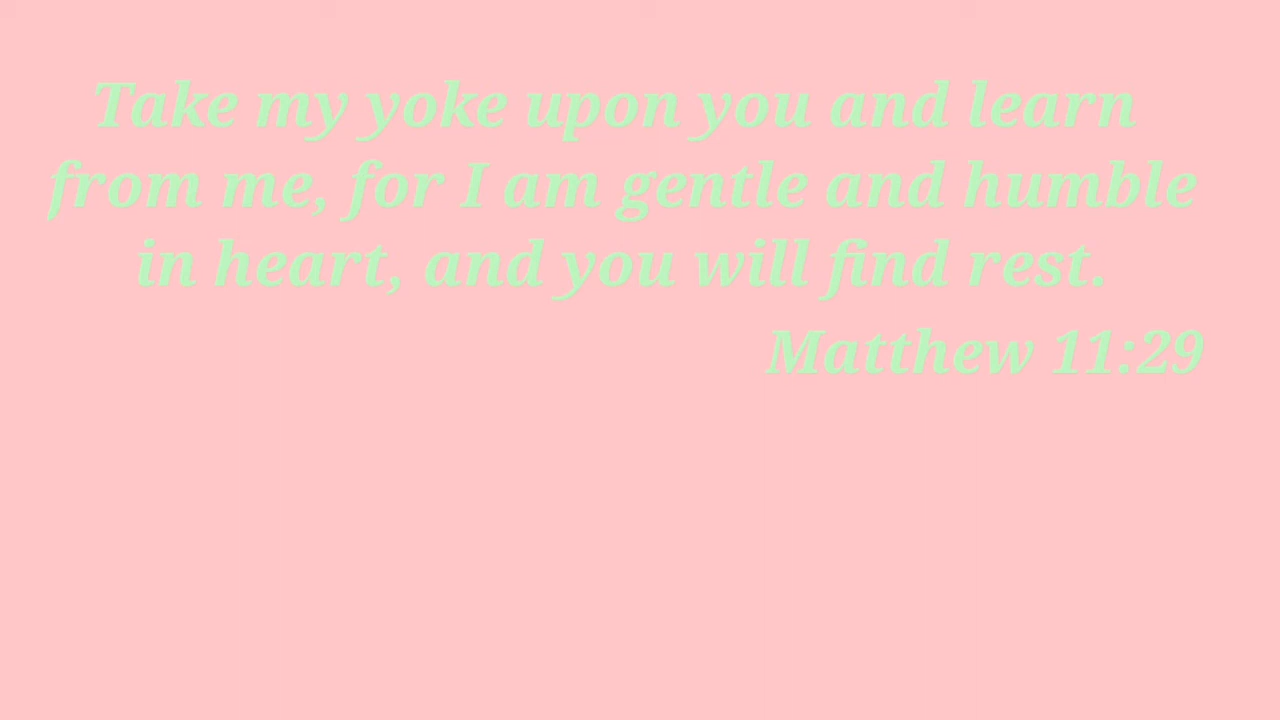 Take my yoke upon you and learn
from me, for I am gentle and humble
in heart, and you will find rest.
Matthew 11:29